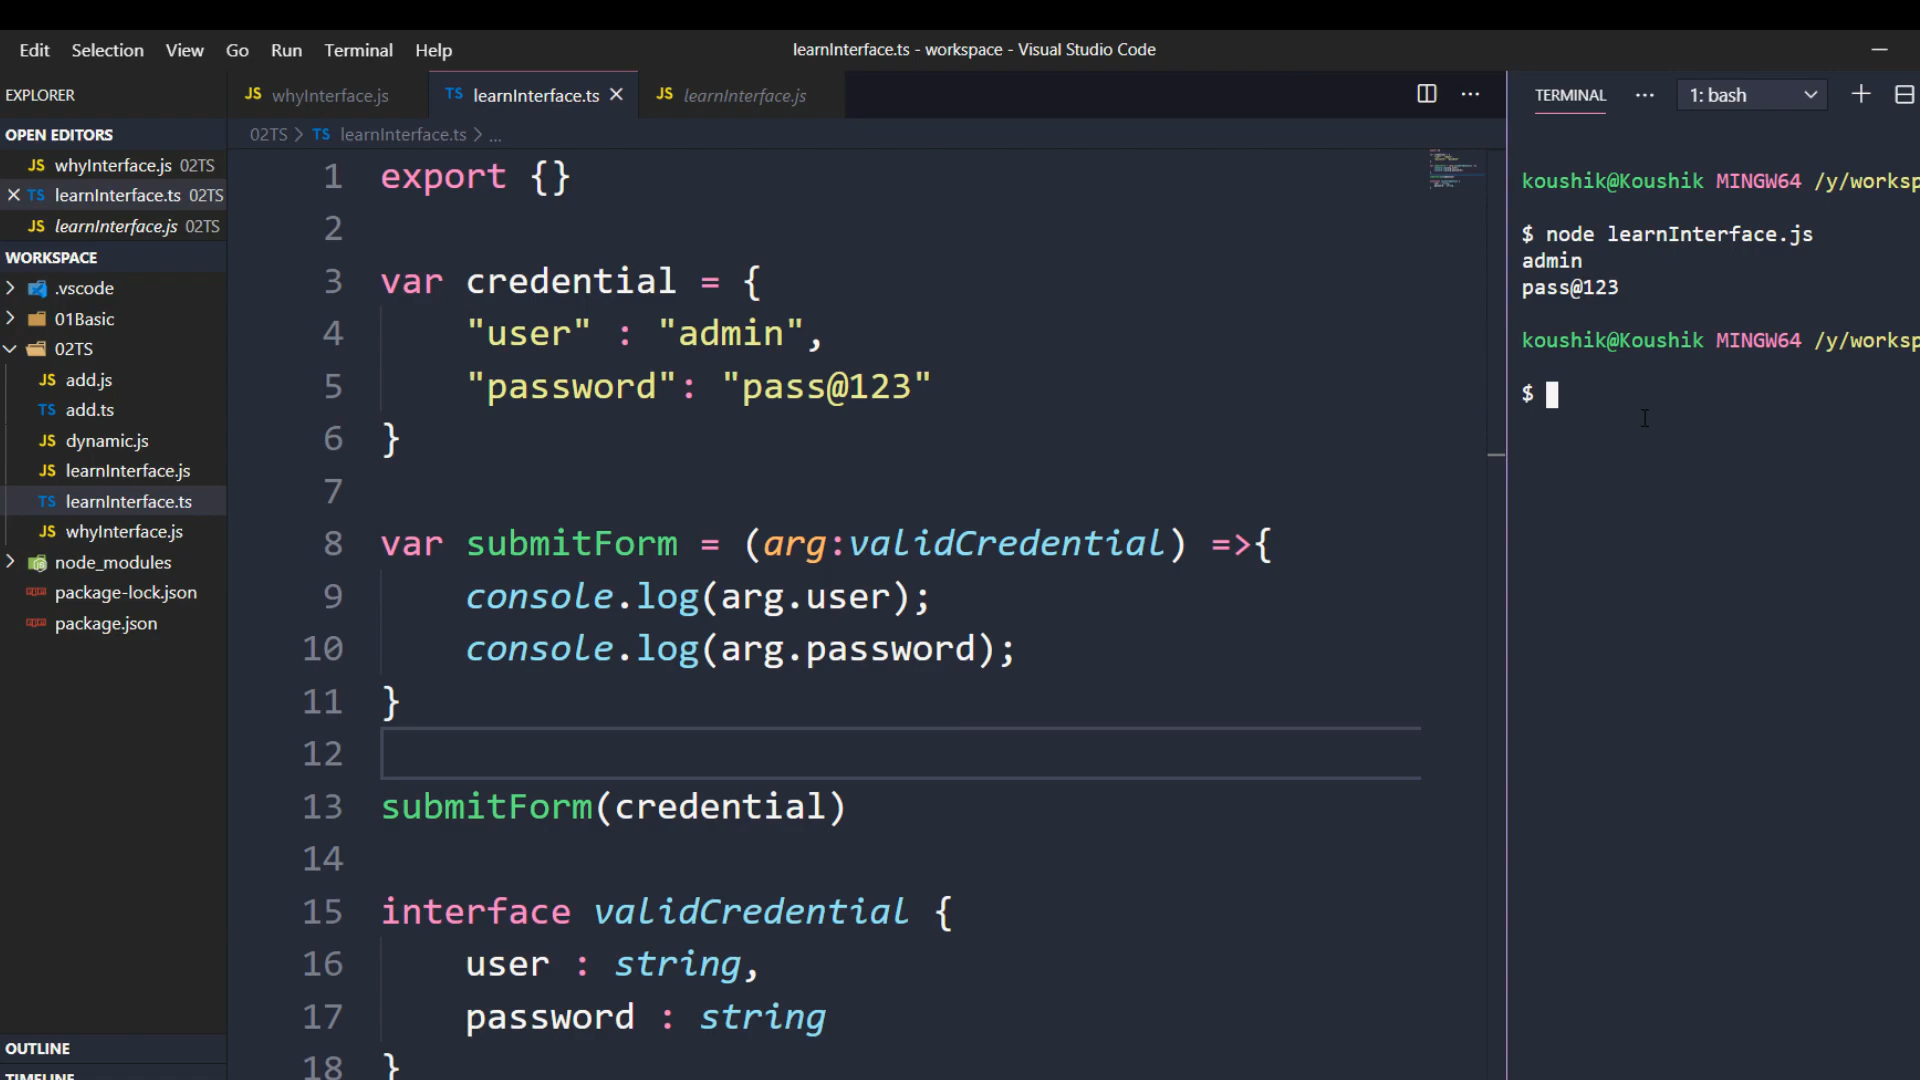 Edit Selection View Go Run Terminal Help
learnInterface.ts - workspace - Visual Studio Code
EXPLORER
OPEN EDITORS
JS whyInterface.js 02TS
TS learnInterface.ts 02TS
JS learnInterface.js 02TS
WORKSPACE
.vscode
01Basic
02TS
JS add.js
TS add.ts
JS dynamic.js
JS learnInterface.js
TS learnInterface.ts
JS whyInterface.js
node_modules
package-lock.json
package.json
OUTLINE
TIMELINE
JS whyInterface.js TS learnInterface.ts JS learnInterface.js
02TS > TS learnInterface.ts > ...
1 export {}
2
3 var credential = {
4 "user" : "admin",
5 "password": "pass@123"
6 }
7
8 var submitForm = (arg:validCredential) =>{
9 console.log(arg.user);
10 console.log(arg.password);
11 }
12
13 submitForm(credential)
14
15 interface validCredential {
16 user : string,
17 password : string
18 }
TERMINAL ... 1: bash
koushik@Koushik MINGW64 /y/worksp
$ node learnInterface.js
admin
pass@123
koushik@Koushik MINGW64 /y/worksp
$